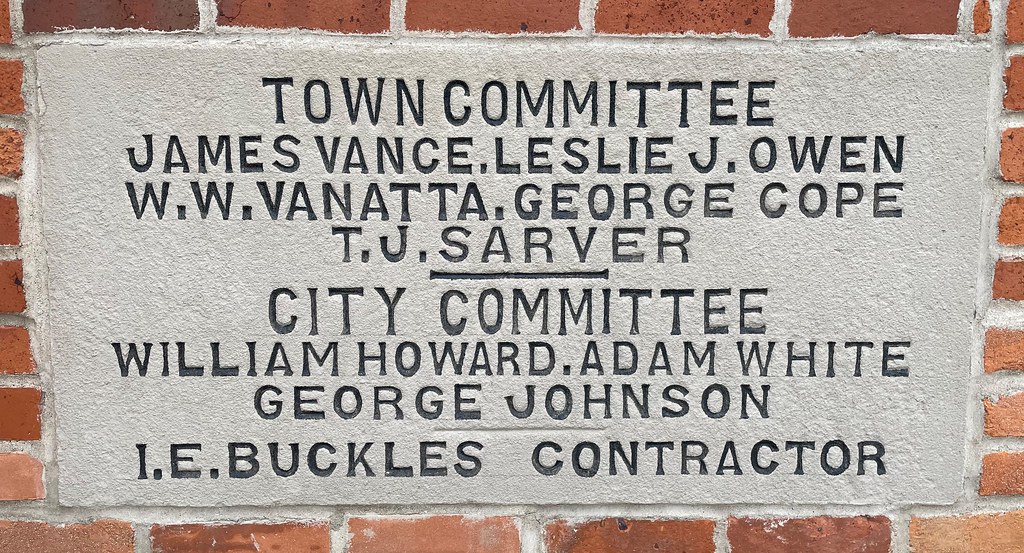 TOWN COMMITTEE
JAMES VANCE. LESLIE J. OWEN
W. W. VANATTA. GEORGE COPE
T. J. SARVER
CITY COMMITTEE
WILLIAM HOWARD. ADAM WHITE
GEORGE JOHNSON
I. E. BUCKLES CONTRACTOR